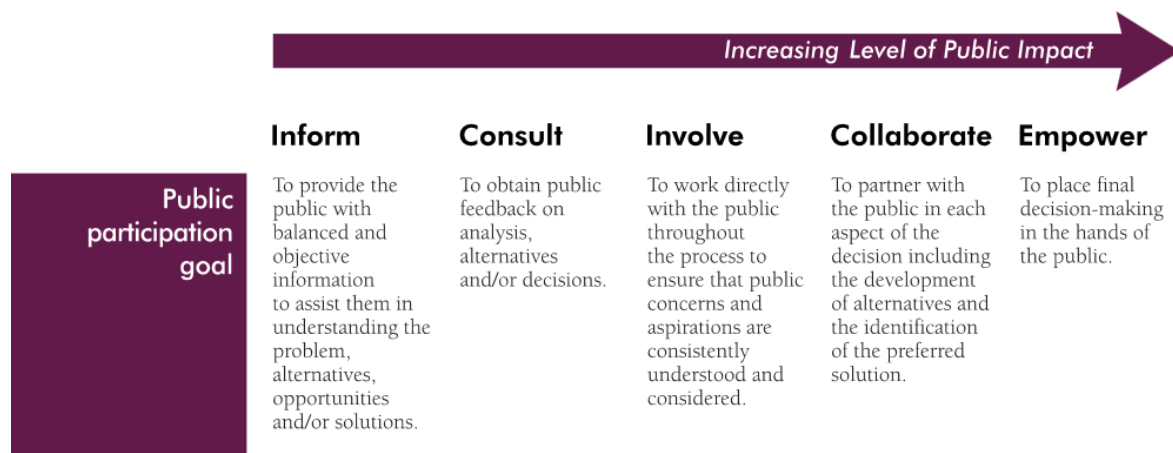 Increasing Level of Public Impact
Inform
Consult
Involve
Collaborate
Empower
Public
participation
goal
To provide the
public with
balanced and
objective
information
to assist them in
understanding the
problem,
alternatives,
opportunities
and/or solutions.
To obtain public
feedback on
analysis,
alternatives
and/or decisions.
To work directly
with the public
throughout
the process to
ensure that public
concerns and
aspirations are
consistently
understood and
considered.
To partner with
the public in each
aspect of the
decision including
the development
of alternatives and
the identification
of the preferred
solution.
To place final
decision-making
in the hands of
the public.